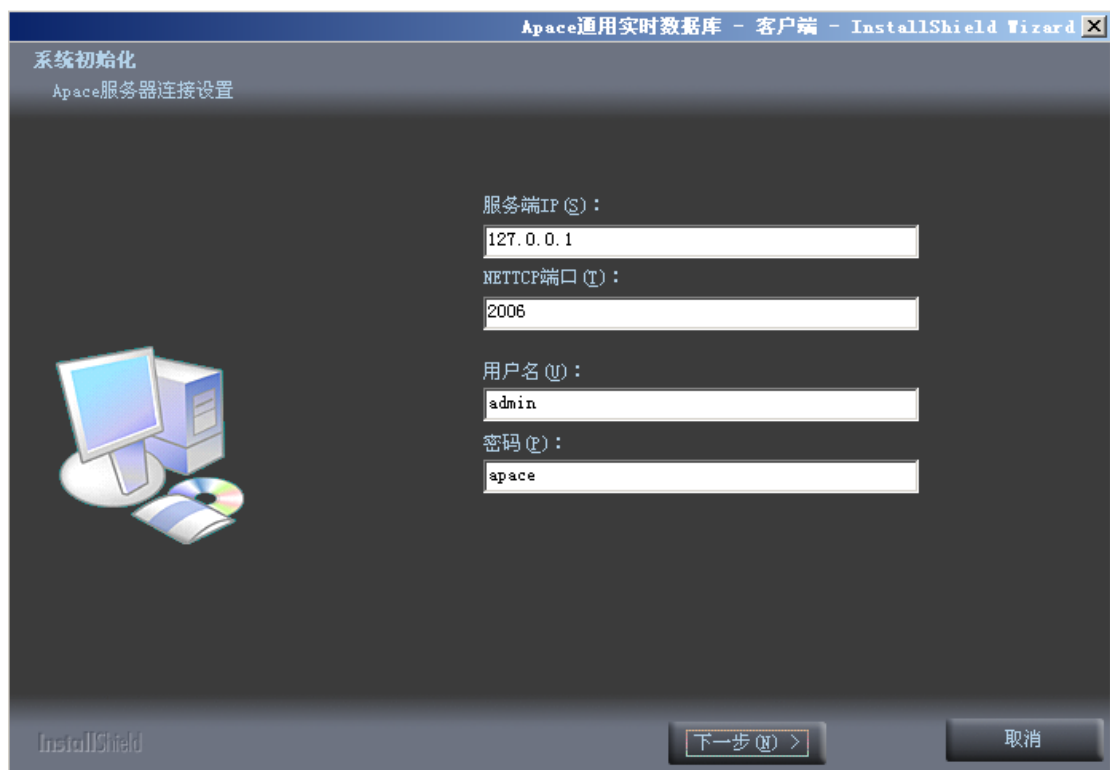 Apace通用实时数据库 - 客户端 - InstallShield Wizard
系统初始化
Apace服务器连接设置
服务端IP(S)：
127.0.0.1
NETTCP端口(T)：
2006
用户名(U)：
admin
密码(P)：
apace
InstallShield
下一步(N) >
取消